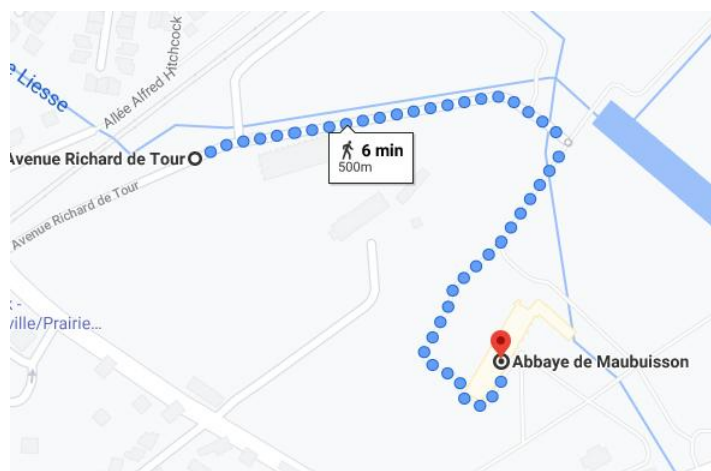 Liesse
Allée Alfred Hitchcock
Avenue Richard de Tour
6 min
500m
Avenue Richard de Tour
ville/Prairie...
Abbaye de Maubuisson